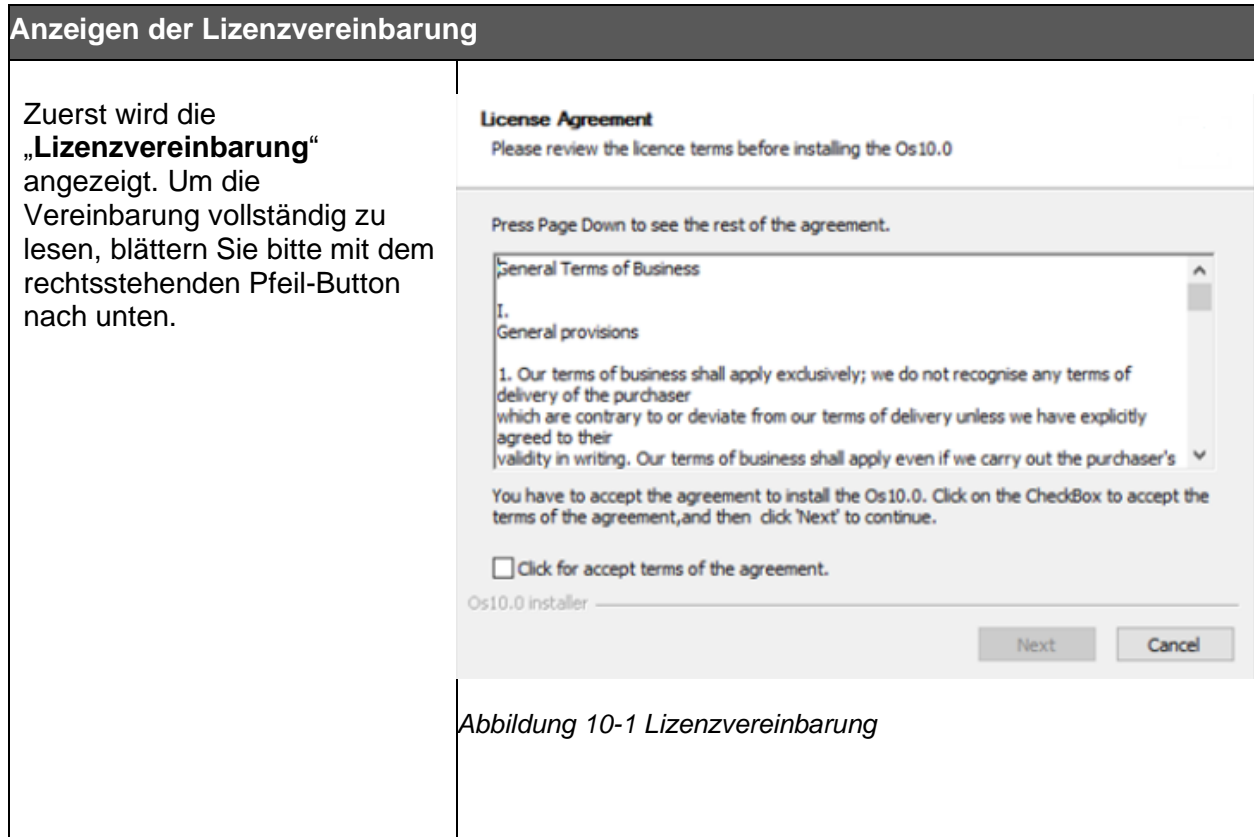 Anzeigen der Lizenzvereinbarung
Zuerst wird die
„Lizenzvereinbarung“
angezeigt. Um die
Vereinbarung vollständig zu
lesen, blättern Sie bitte mit dem
rechtsstehenden Pfeil-Button
nach unten.
License Agreement
Please review the licence terms before installing the Os10.0
Press Page Down to see the rest of the agreement.
General Terms of Business
I.
General provisions
1. Our terms of business shall apply exclusively; we do not recognise any terms of
delivery of the purchaser
which are contrary to or deviate from our terms of delivery unless we have explicitly
agreed to their
validity in writing. Our terms of business shall apply even if we carry out the purchaser's
You have to accept the agreement to install the Os10.0. Click on the CheckBox to accept the
terms of the agreement,and then click 'Next' to continue.
Click for accept terms of the agreement.
Os10.0 installer
Next
Cancel
Abbildung 10-1 Lizenzvereinbarung